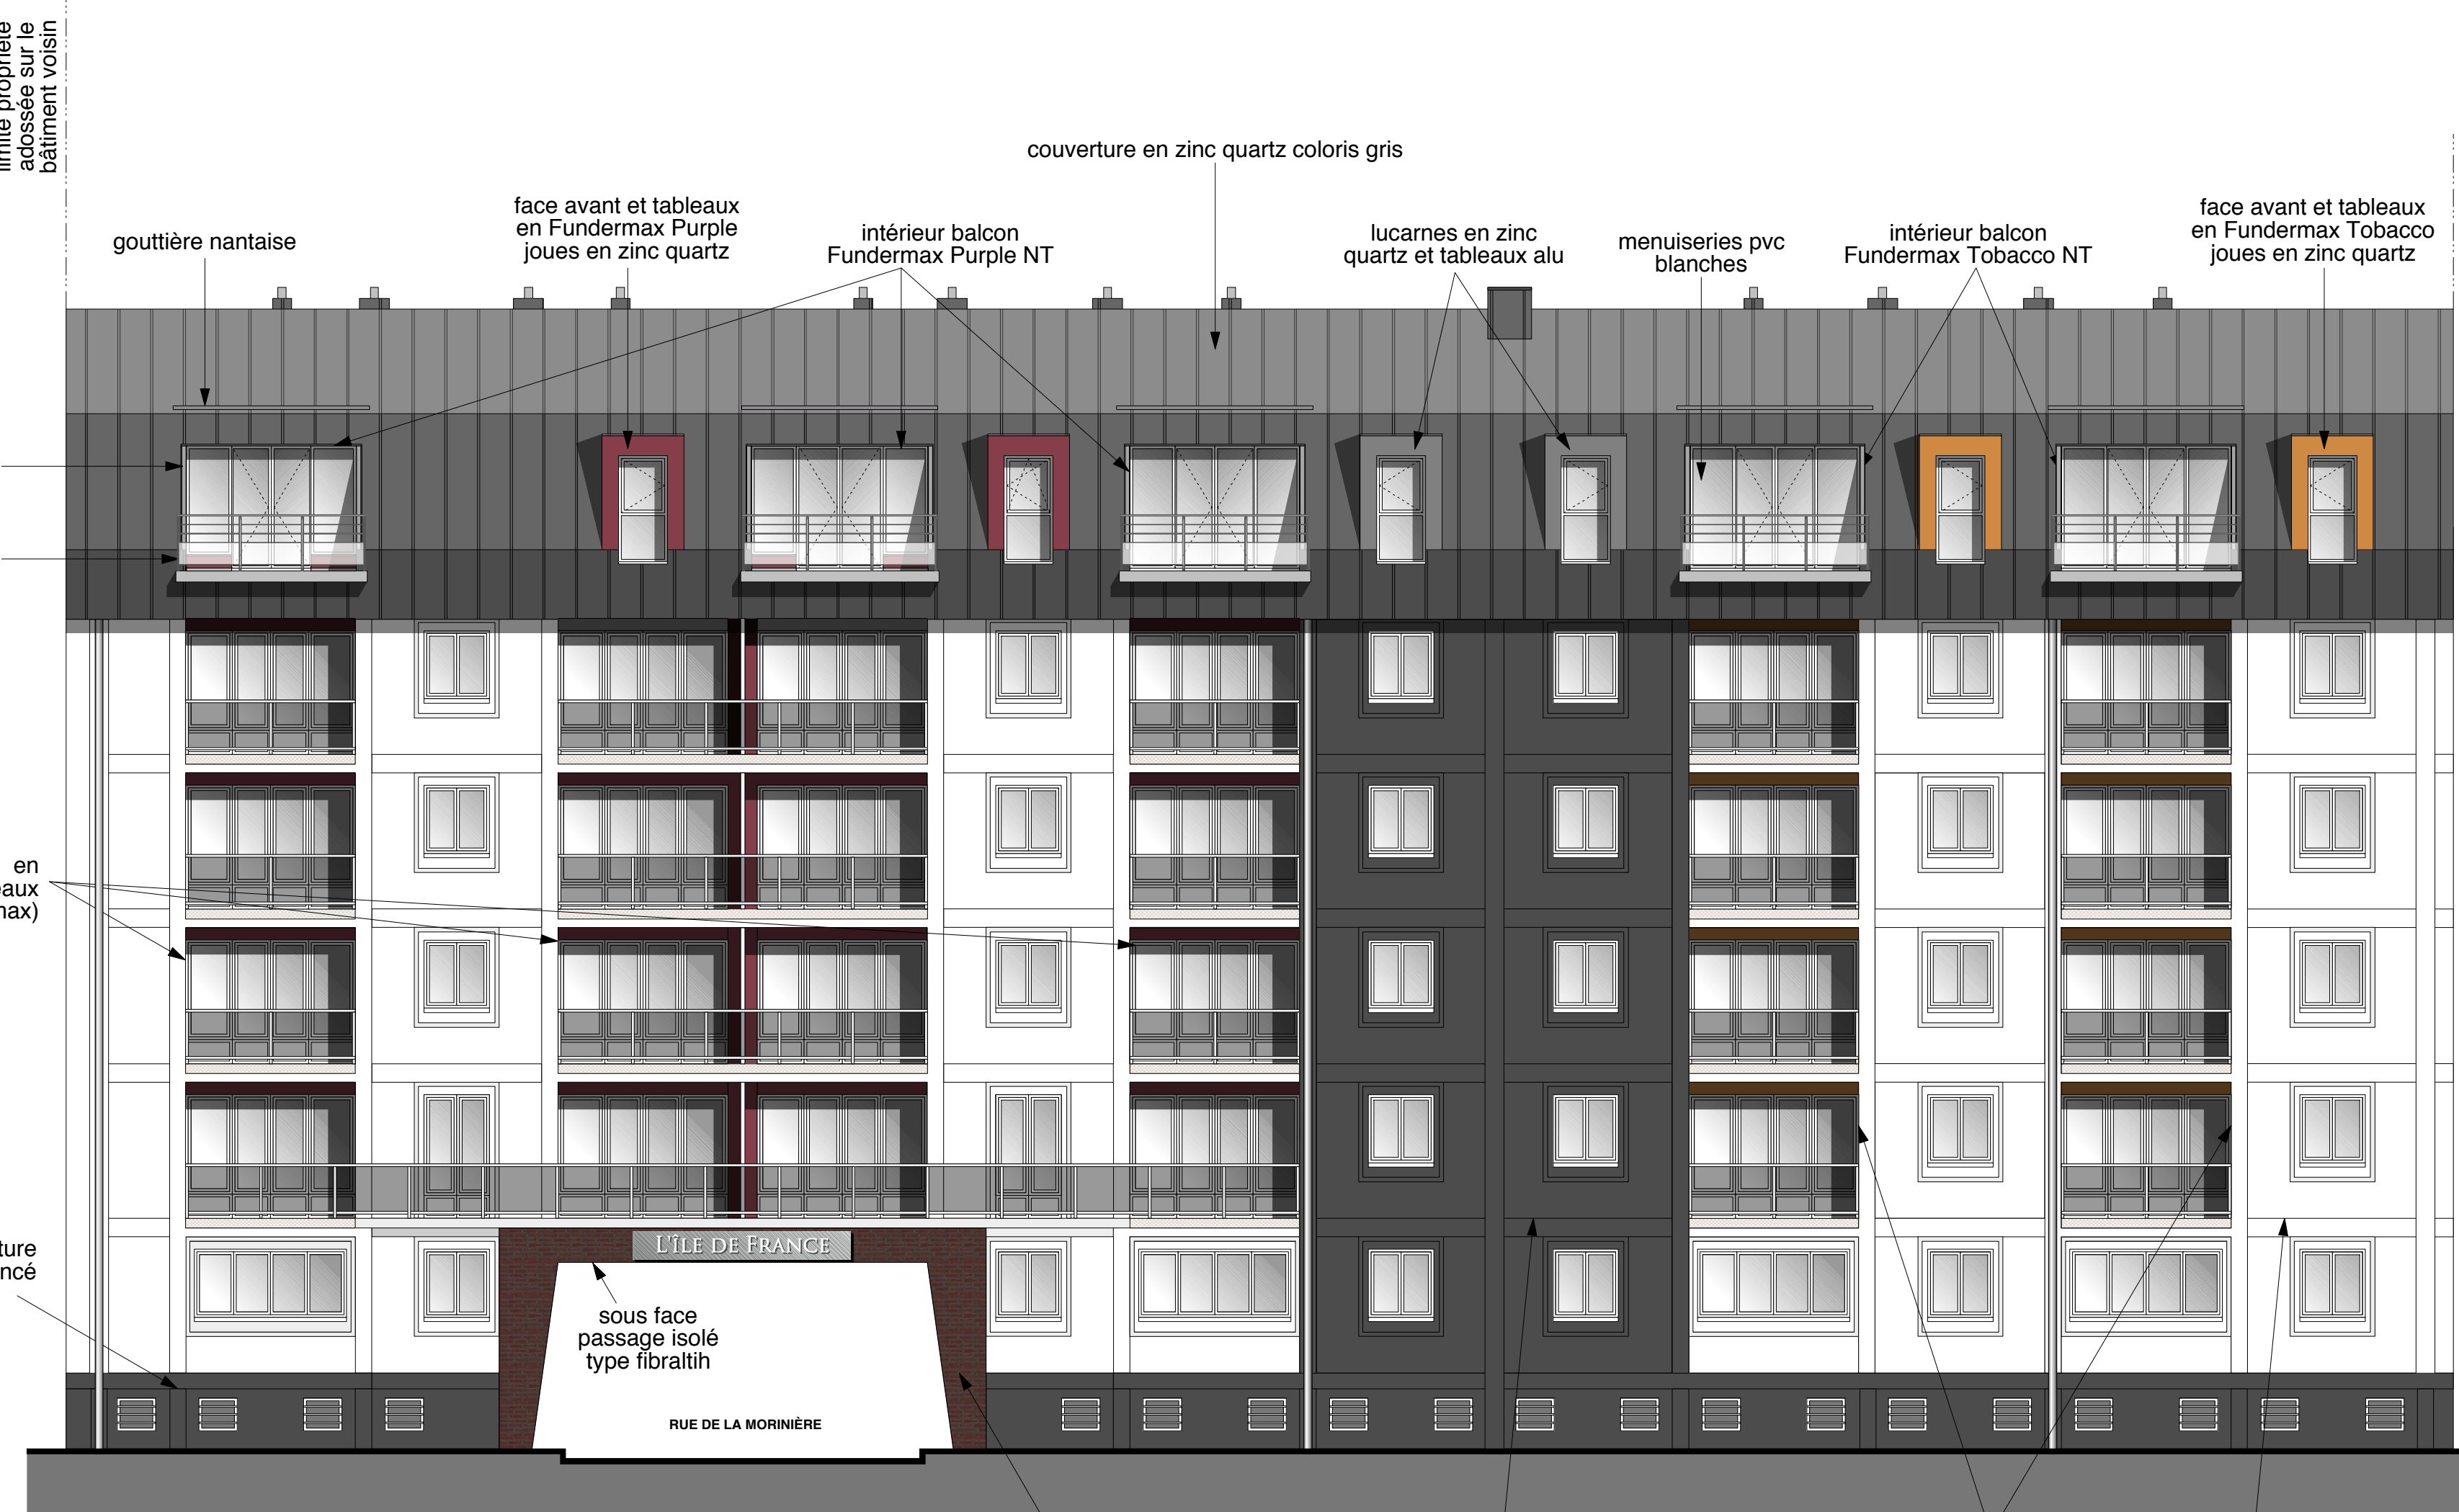 limite propriété
adossée sur le
bâtiment voisin
couverture en zinc quartz coloris gris
gouttière nantaise
face avant et tableaux
en Fundermax Purple
joues en zinc quartz
intérieur balcon
Fundermax Purple NT
lucarnes en zinc
quartz et tableaux alu
menuiseries pvc
blanches
intérieur balcon
Fundermax Tobacco NT
face avant et tableaux
en Fundermax Tobacco
joues en zinc quartz
en
eaux
max)
ture
ncé
L'ÎLE DE FRANCE
sous face
passage isolé
type fibraltih
RUE DE LA MORINIÈRE